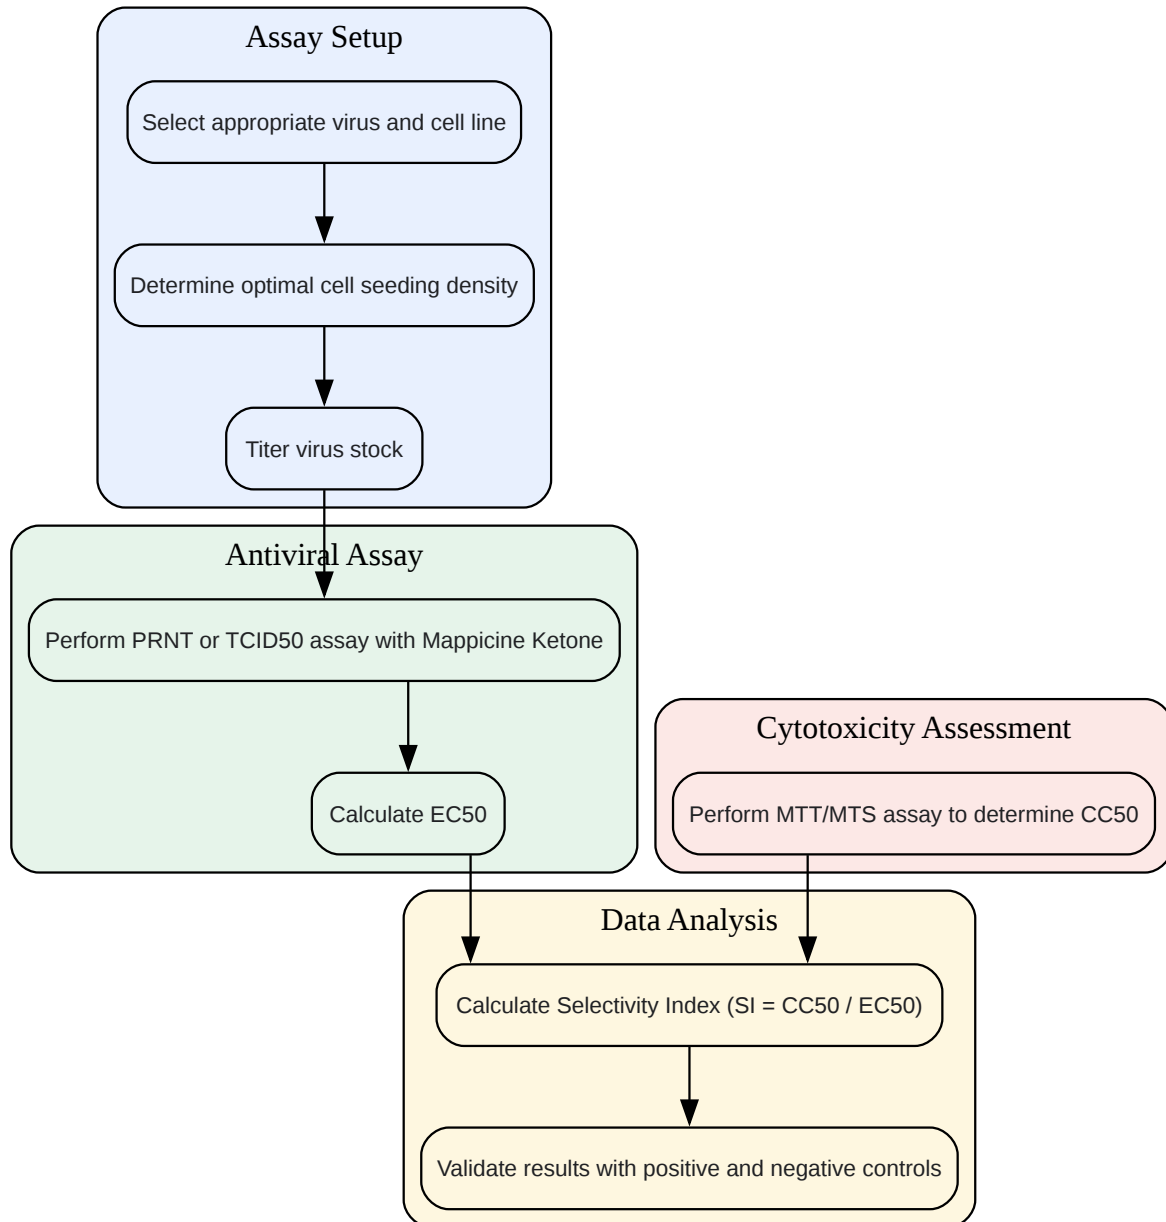 Assay Setup
Select appropriate virus and cell line
Determine optimal cell seeding density
Titer virus stock
Antiviral Assay
Perform PRNT or TCID50 assay with Mappicine Ketone
Calculate EC50
Cytotoxicity Assessment
Perform MTT/MTS assay to determine CC50
Data Analysis
Calculate Selectivity Index (SI = CC50 / EC50)
Validate results with positive and negative controls